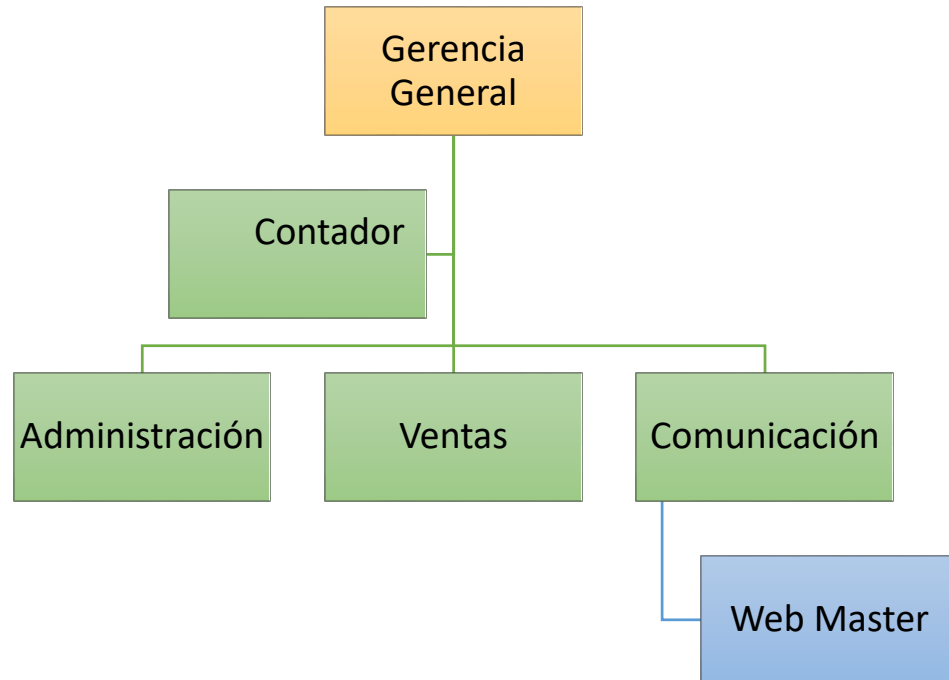 Gerencia
General
Contador
Administración
Ventas
Comunicación
Web Master